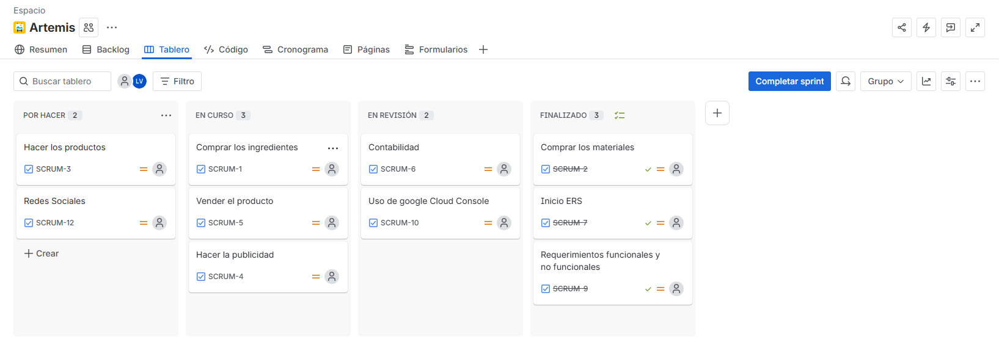 Espacio
Artemis
Resumen Backlog Tablero Código Cronograma Páginas Formularios
Buscar tablero LV Filtro Completar sprint Grupo
POR HACER 2
Hacer los productos
SCRUM-3
Redes Sociales
SCRUM-12
Crear
EN CURSO 3
Comprar los ingredientes
SCRUM-1
Vender el producto
SCRUM-5
Hacer la publicidad
SCRUM-4
EN REVISIÓN 2
Contabilidad
SCRUM-6
Uso de google Cloud Console
SCRUM-10
FINALIZADO 3
Comprar los materiales
SCRUM-2
Inicio ERS
SCRUM-7
Requerimientos funcionales y
no funcionales
SCRUM-9